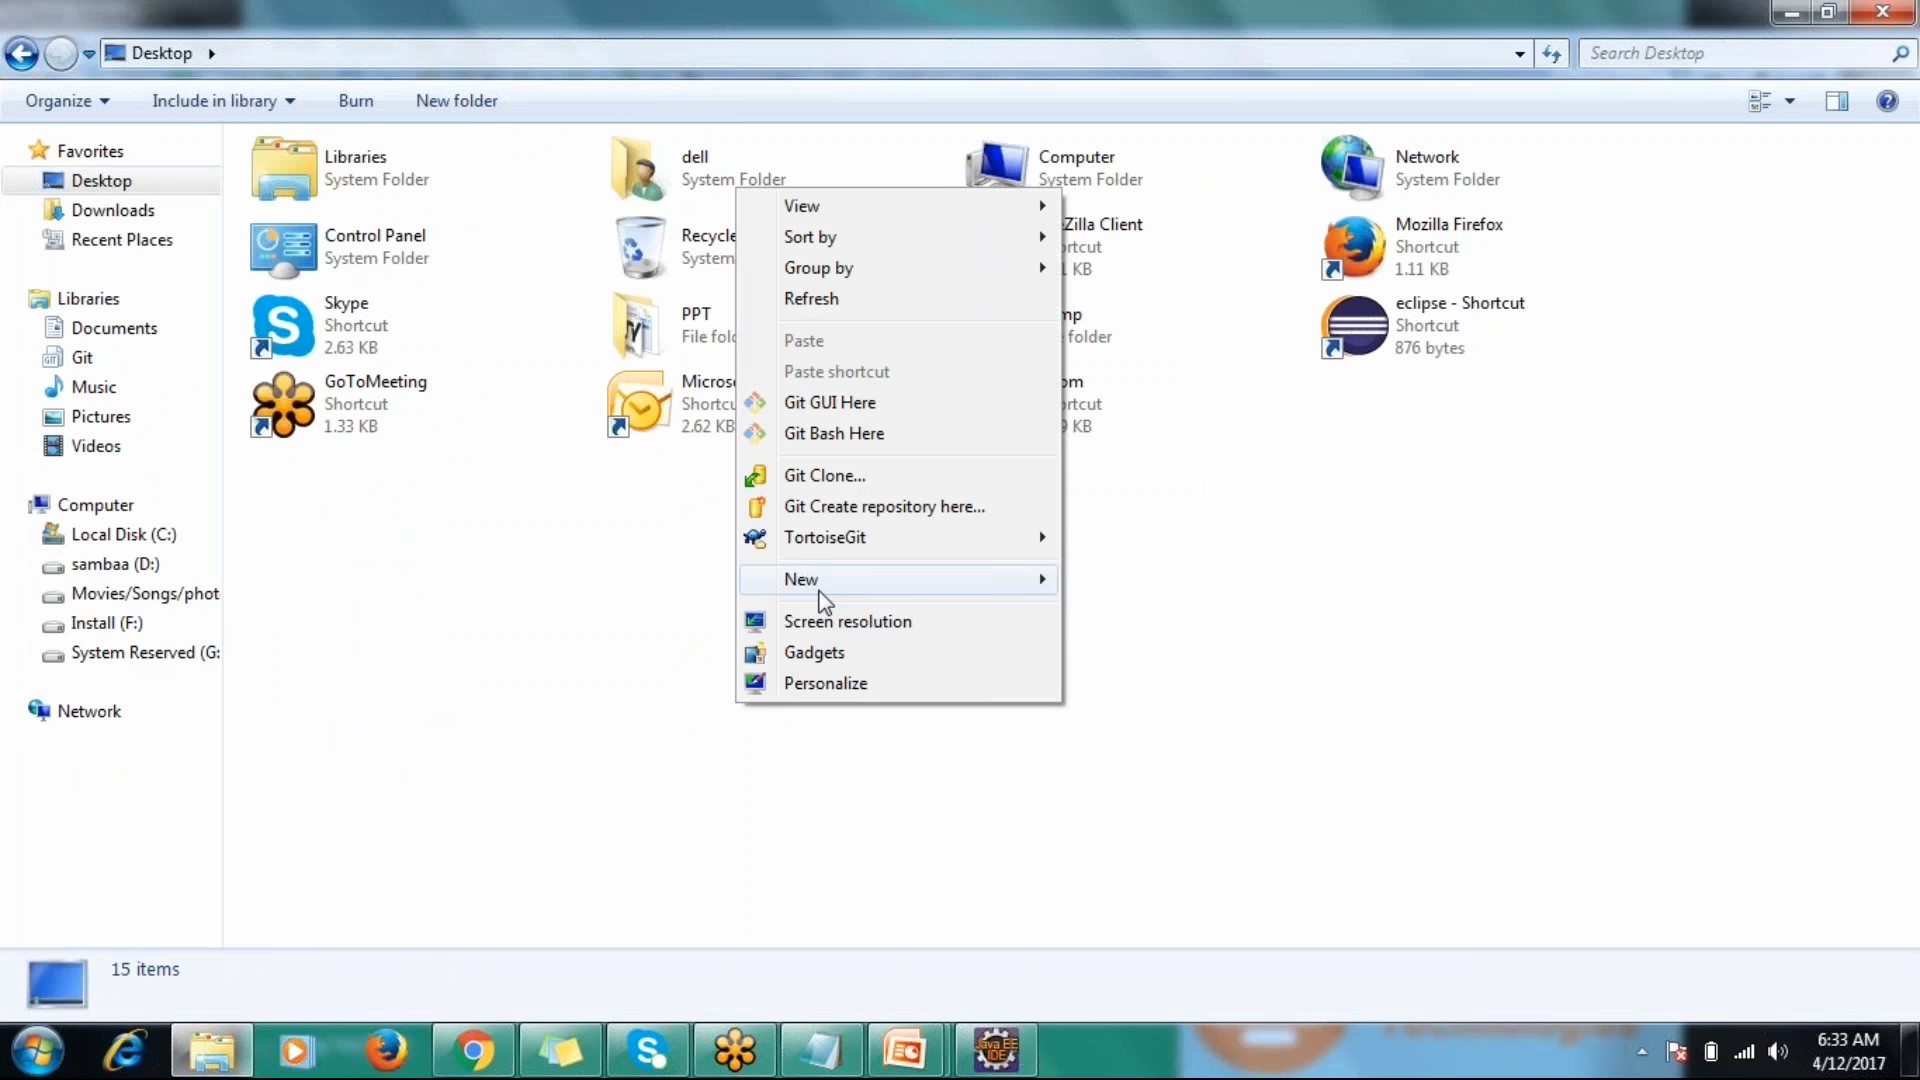 Desktop
Search Desktop
Organize
Include in library
Burn
New folder
Favorites
Desktop
Downloads
Recent Places
Libraries
Documents
Git
Music
Pictures
Videos
Computer
Local Disk (C:)
sambaa (D:)
Movies/Songs/phot
Install (F:)
System Reserved (G:
Network
Libraries
System Folder
dell
System Folder
Computer
System Folder
Network
System Folder
Control Panel
System Folder
Recycle
System
Zilla Client
rtcut
KB
Mozilla Firefox
Shortcut
1.11 KB
Skype
Shortcut
2.63 KB
PPT
File fol
mp
folder
eclipse - Shortcut
Shortcut
876 bytes
GoToMeeting
Shortcut
1.33 KB
Micros
Shortcu
2.62 KB
om
rtcut
KB
View
Sort by
Group by
Refresh
Paste
Paste shortcut
Git GUI Here
Git Bash Here
Git Clone...
Git Create repository here...
TortoiseGit
New
Screen resolution
Gadgets
Personalize
15 items
Java EE
IDE
6:33 AM
4/12/2017